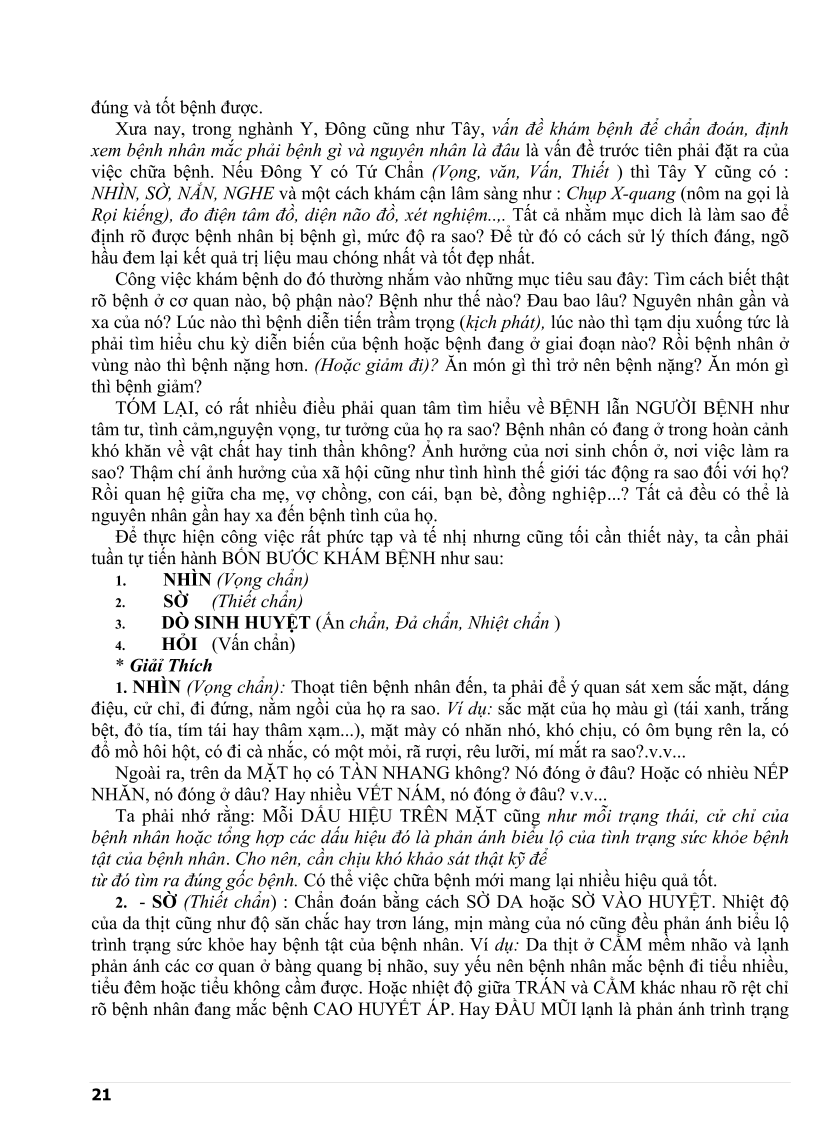 đúng và tốt bệnh được.
Xưa nay, trong nghành Y, Đông cũng như Tây, vấn đề khám bệnh để chẩn đoán, định
xem bệnh nhân mắc phải bệnh gì và nguyên nhân là đâu là vấn đề trước tiên phải đặt ra của
việc chữa bệnh. Nếu Đông Y có Tứ Chẩn (Vọng, văn, Vấn, Thiết ) thì Tây Y cũng có :
NHÌN, SỜ, NẮN, NGHE và một cách khám cận lâm sàng như : Chụp X-quang (nôm na gọi là
Rọi kiếng), đo điện tâm đồ, diện não đồ, xét nghiệm..,. Tất cả nhằm mục dich là làm sao để
định rõ được bệnh nhân bị bệnh gì, mức độ ra sao? Để từ đó có cách sử lý thích đáng, ngõ
hầu đem lại kết quả trị liệu mau chóng nhất và tốt đẹp nhất.
Công việc khám bệnh do đó thường nhắm vào những mục tiêu sau đây: Tìm cách biết thật
rõ bệnh ở cơ quan nào, bộ phận nào? Bệnh như thế nào? Đau bao lâu? Nguyên nhân gần và
xa của nó? Lúc nào thì bệnh diễn tiến trầm trọng (kịch phát), lúc nào thì tạm dịu xuống tức là
phải tìm hiểu chu kỳ diễn biến của bệnh hoặc bệnh đang ở giai đoạn nào? Rồi bệnh nhân ở
vùng nào thì bệnh nặng hơn. (Hoặc giảm đi)? Ăn món gì thì trở nên bệnh nặng? Ăn món gì
thì bệnh giảm?
TÓM LẠI, có rất nhiều điều phải quan tâm tìm hiểu về BỆNH lẫn NGƯỜI BỆNH như
tâm tư, tình cảm,nguyện vọng, tư tưởng của họ ra sao? Bệnh nhân có đang ở trong hoàn cảnh
khó khăn về vật chất hay tinh thần không? Ảnh hưởng của nơi sinh chốn ở, nơi việc làm ra
sao? Thậm chí ảnh hưởng của xã hội cũng như tình hình thế giới tác động ra sao đối với họ?
Rồi quan hệ giữa cha mẹ, vợ chồng, con cái, bạn bè, đồng nghiệp...? Tất cả đều có thể là
nguyên nhân gần hay xa đến bệnh tình của họ.
Để thực hiện công việc rất phức tạp và tế nhị nhưng cũng tối cần thiết này, ta cần phải
tuần tự tiến hành BỐN BƯỚC KHÁM BỆNH như sau:
1. NHÌN (Vọng chẩn)
2. SỜ (Thiết chẩn)
3. DÒ SINH HUYỆT (Ấn chẩn, Đả chẩn, Nhiệt chẩn )
4. HỎI (Vấn chẩn)
* Giải Thích
1. NHÌN (Vọng chẩn): Thoạt tiên bệnh nhân đến, ta phải để ý quan sát xem sắc mặt, dáng
điệu, cử chỉ, đi đứng, nằm ngồi của họ ra sao. Ví dụ: sắc mặt của họ màu gì (tái xanh, trắng
bệt, đỏ tía, tím tái hay thâm xạm...), mặt mày có nhăn nhó, khó chịu, có ôm bụng rên la, có
đổ mồ hôi hột, có đi cà nhắc, có một mỏi, rã rượi, rêu lưỡi, mí mắt ra sao?.v.v...
Ngoài ra, trên da MẶT họ có TÀN NHANG không? Nó đóng ở đâu? Hoặc có nhièu NẾP
NHĂN, nó đóng ở dâu? Hay nhiều VẾT NÁM, nó đóng ở đâu? v.v...
Ta phải nhớ rằng: Mỗi DẤU HIỆU TRÊN MẶT cũng như mỗi trạng thái, cử chỉ của
bệnh nhân hoặc tổng hợp các dấu hiệu đó là phản ánh biểu lộ của tình trạng sức khỏe bệnh
tật của bệnh nhân. Cho nên, cần chịu khó khảo sát thật kỹ để
từ đó tìm ra đúng gốc bệnh. Có thể việc chữa bệnh mới mang lại nhiều hiệu quả tốt.
2. - SỜ (Thiết chẩn) : Chẩn đoán bằng cách SỜ DA hoặc SỜ VÀO HUYỆT. Nhiệt độ
của da thịt cũng như độ săn chắc hay trơn láng, mịn màng của nó cũng đều phản ánh biểu lộ
trình trạng sức khỏe hay bệnh tật của bệnh nhân. Ví dụ: Da thịt ở CẰM mềm nhão và lạnh
phản ánh các cơ quan ở bàng quang bị nhão, suy yếu nên bệnh nhân mắc bệnh đi tiểu nhiều,
tiểu đêm hoặc tiểu không cầm được. Hoặc nhiệt độ giữa TRÁN và CẰM khác nhau rõ rệt chỉ
rõ bệnh nhân đang mắc bệnh CAO HUYẾT ÁP. Hay ĐẦU MŨI lạnh là phản ánh trình trạng
21